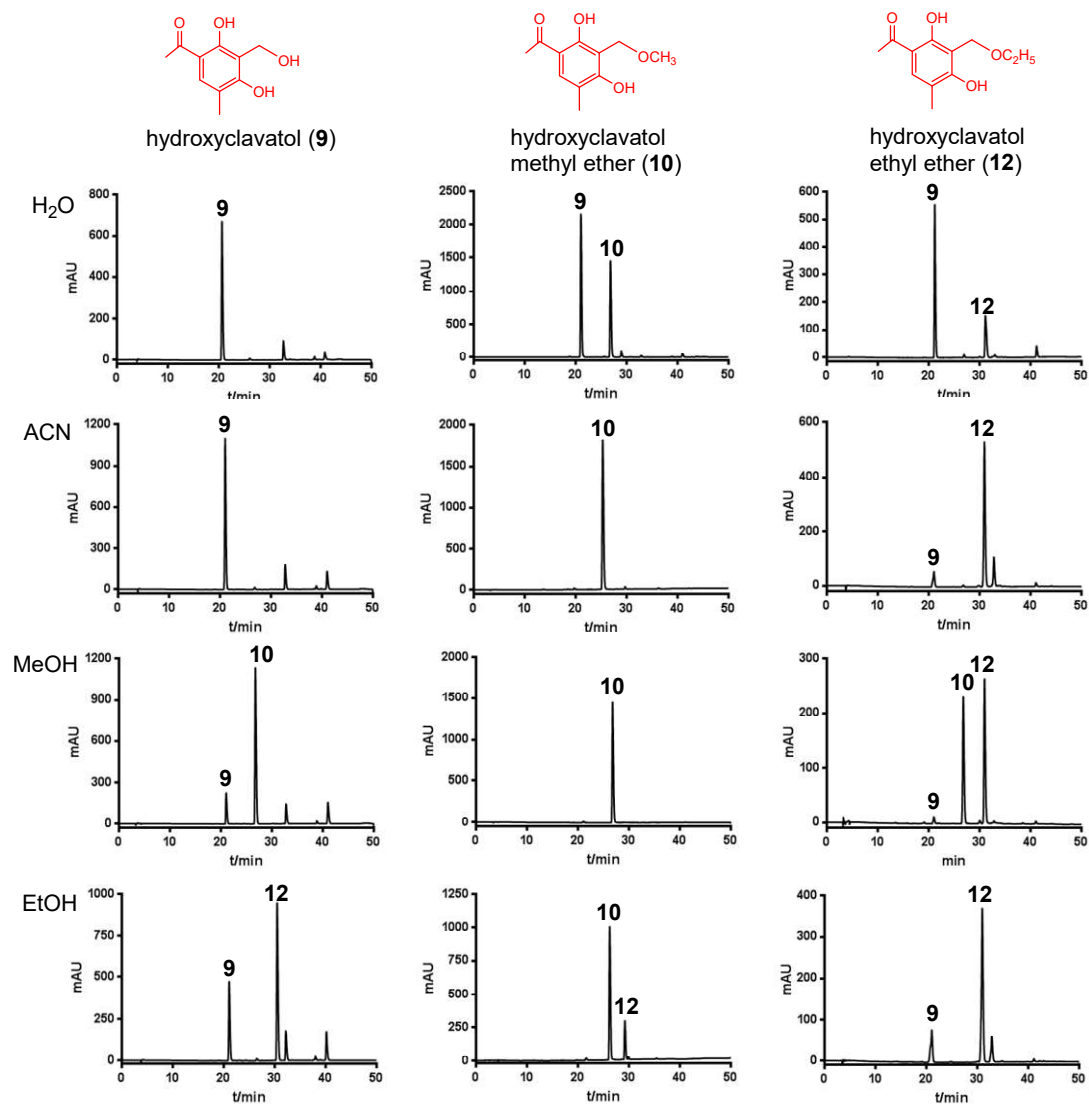 O OH OH OH
O OH OCH3 OH
O OH OC2H5 OH
hydroxyclavatol (9)
hydroxyclavatol
methyl ether (10)
hydroxyclavatol
ethyl ether (12)
H2O
mAU 800 600 400 200 0 9 0 10 20 30 40 50 t/min
mAU 2500 2000 1500 1000 500 0 9 10 0 10 20 30 40 50 t/min
mAU 600 500 400 300 200 100 0 9 12 0 10 20 30 40 50 t/min
ACN
mAU 1200 900 600 300 0 9 0 10 20 30 40 50 t/min
mAU 2000 1500 1000 500 0 10 0 10 20 30 40 50 t/min
mAU 600 400 200 0 9 12 0 10 20 30 40 50 t/min
MeOH
mAU 1200 900 600 300 0 9 10 0 10 20 30 40 50 t/min
mAU 2000 1500 1000 500 0 10 0 10 20 30 40 50 t/min
mAU 300 200 100 0 9 10 12 0 10 20 30 40 50 min
EtOH
mAU 1000 750 500 250 0 9 12 0 10 20 30 40 50 t/min
mAU 1250 1000 750 500 250 0 10 12 0 10 20 30 40 50 t/min
mAU 400 300 200 100 0 9 12 0 10 20 30 40 50 t/min